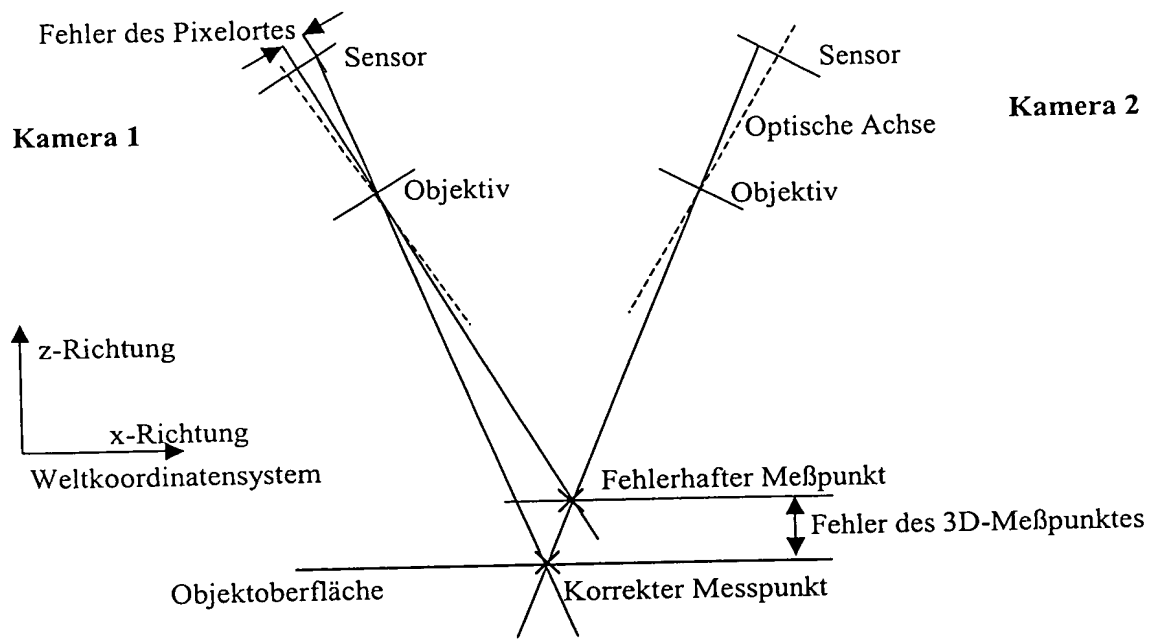 Fehler des Pixelortes
Sensor
Sensor
Kamera 1
Kamera 2
Optische Achse
Objektiv
Objektiv
z-Richtung
x-Richtung
Weltkoordinatensystem
Fehlerhafter Meßpunkt
Fehler des 3D-Meßpunktes
Objektoberfläche
Korrekter Messpunkt